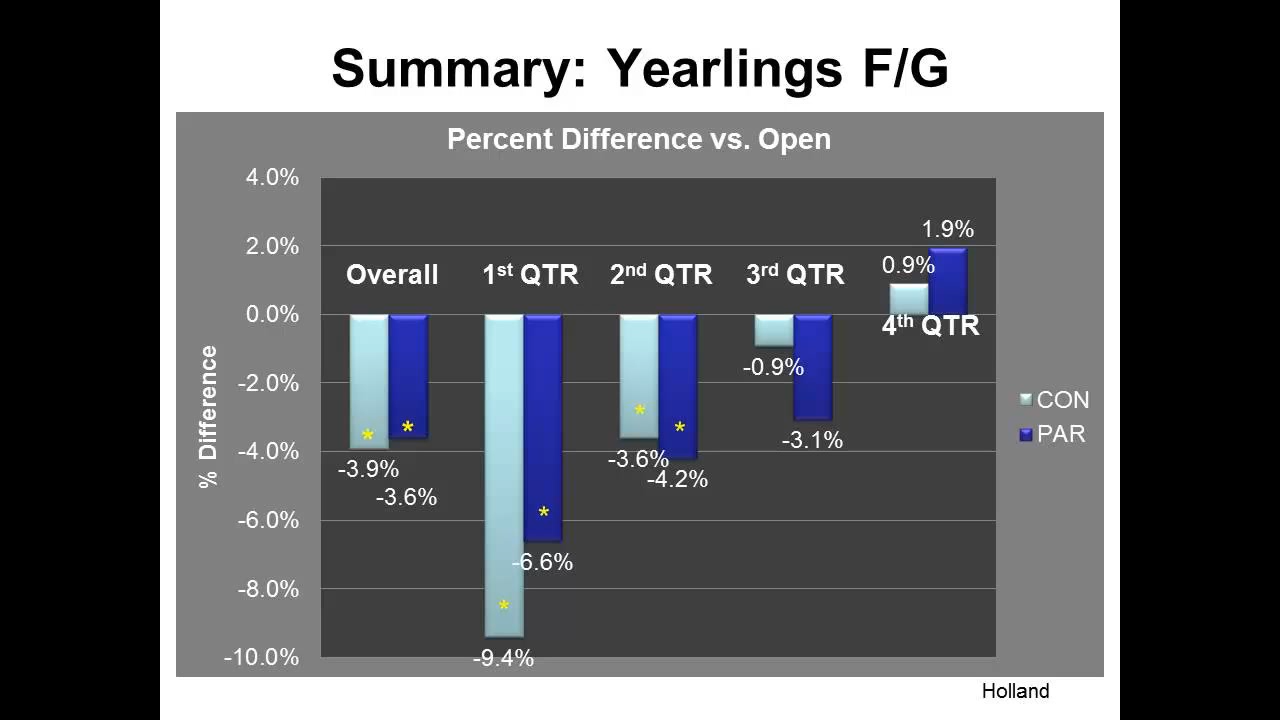 Summary: Yearlings F/G
Percent Difference vs. Open
4.0%
2.0%
0.0%
-2.0%
-4.0%
-6.0%
-8.0%
-10.0%
% Difference
Overall
1st QTR
2nd QTR
3rd QTR
4th QTR
* *
-3.9%
-3.6%
* *
-9.4%
-6.6%
* *
-3.6%
-4.2%
-0.9%
-3.1%
0.9%
1.9%
CON
PAR
Holland